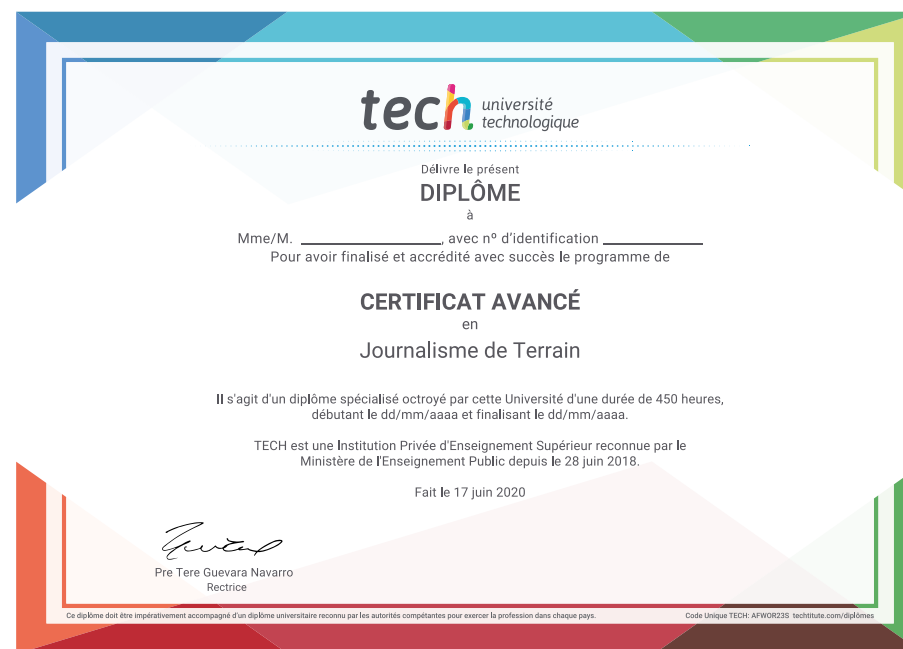 tech université
technologique
Délivre le présent
DIPLÔME
à
Mme/M. ____________________, avec nº d'identification ______________
Pour avoir finalisé et accrédité avec succès le programme de
CERTIFICAT AVANCÉ
en
Journalisme de Terrain
Il s'agit d'un diplôme spécialisé octroyé par cette Université d'une durée de 450 heures,
débutant le dd/mm/aaaa et finalisant le dd/mm/aaaa.
TECH est une Institution Privée d'Enseignement Supérieur reconnue par le
Ministère de l'Enseignement Public depuis le 28 juin 2018.
Fait le 17 juin 2020
Pre Tere Guevara Navarro
Rectrice
Ce diplôme doit être impérativement accompagné d'un diplôme universitaire reconnu par les autorités compétantes pour exercer la profession dans chaque pays.
Code Unique TECH: AFWOR23S techtitute.com/diplômes